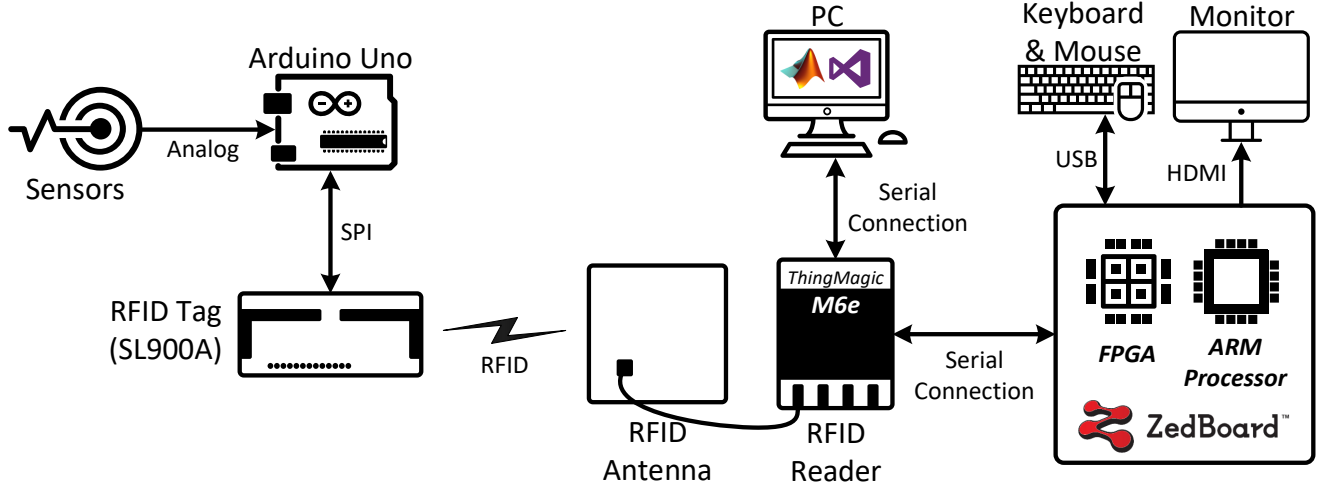 Sensors
Analog
Arduino Uno
SPI
RFID Tag
(SL900A)
RFID
RFID
Antenna
PC
Serial
Connection
ThingMagic
M6e
RFID
Reader
Serial
Connection
Keyboard
& Mouse
USB
Monitor
HDMI
FPGA
ARM
Processor
ZedBoard™